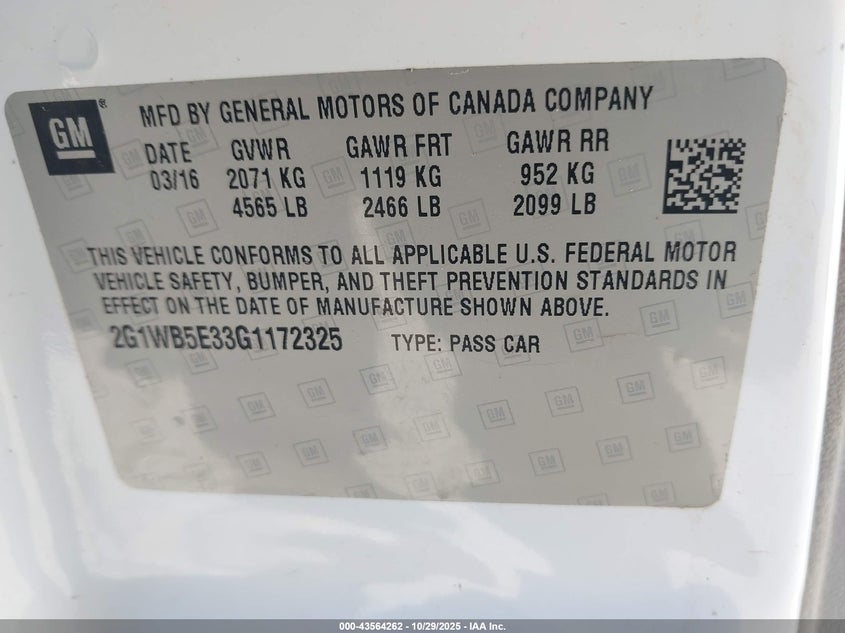 GM ® MFD BY GENERAL MOTORS OF CANADA COMPANY
DATE GVWR GAWR FRT GAWR RR
03/16 2071 KG 1119 KG 952 KG
4565 LB 2466 LB 2099 LB
THIS VEHICLE CONFORMS TO ALL APPLICABLE U.S. FEDERAL MOTOR
VEHICLE SAFETY, BUMPER, AND THEFT PREVENTION STANDARDS IN
EFFECT ON THE DATE OF MANUFACTURE SHOWN ABOVE.
2G1WB5E33G1172325 TYPE: PASS CAR
000-43564262 - 10/29/2025 - IAA Inc.